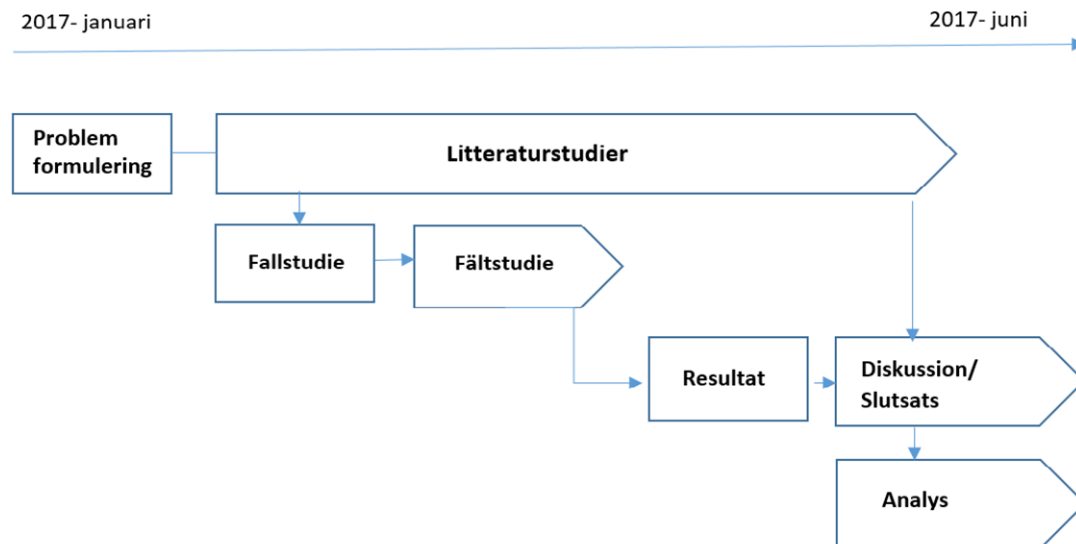 2017- januari
2017- juni
Problem
formulering
Litteraturstudier
Fallstudie
Fältstudie
Resultat
Diskussion/
Slutsats
Analys